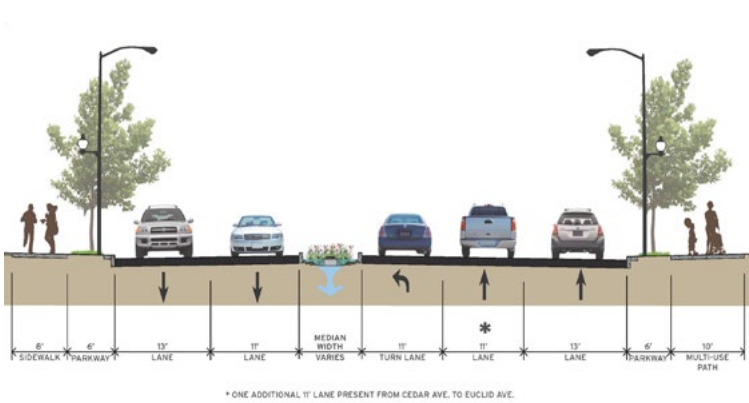 *
8' 6' 13' 11' MEDIAN WIDTH VARIES 11' 11' 13' 6' 10'
SIDEWALK PARKWAY LANE LANE TURN LANE LANE LANE PARKWAY MULTI-USE PATH
* ONE ADDITIONAL 11' LANE PRESENT FROM CEDAR AVE. TO EUCLID AVE.